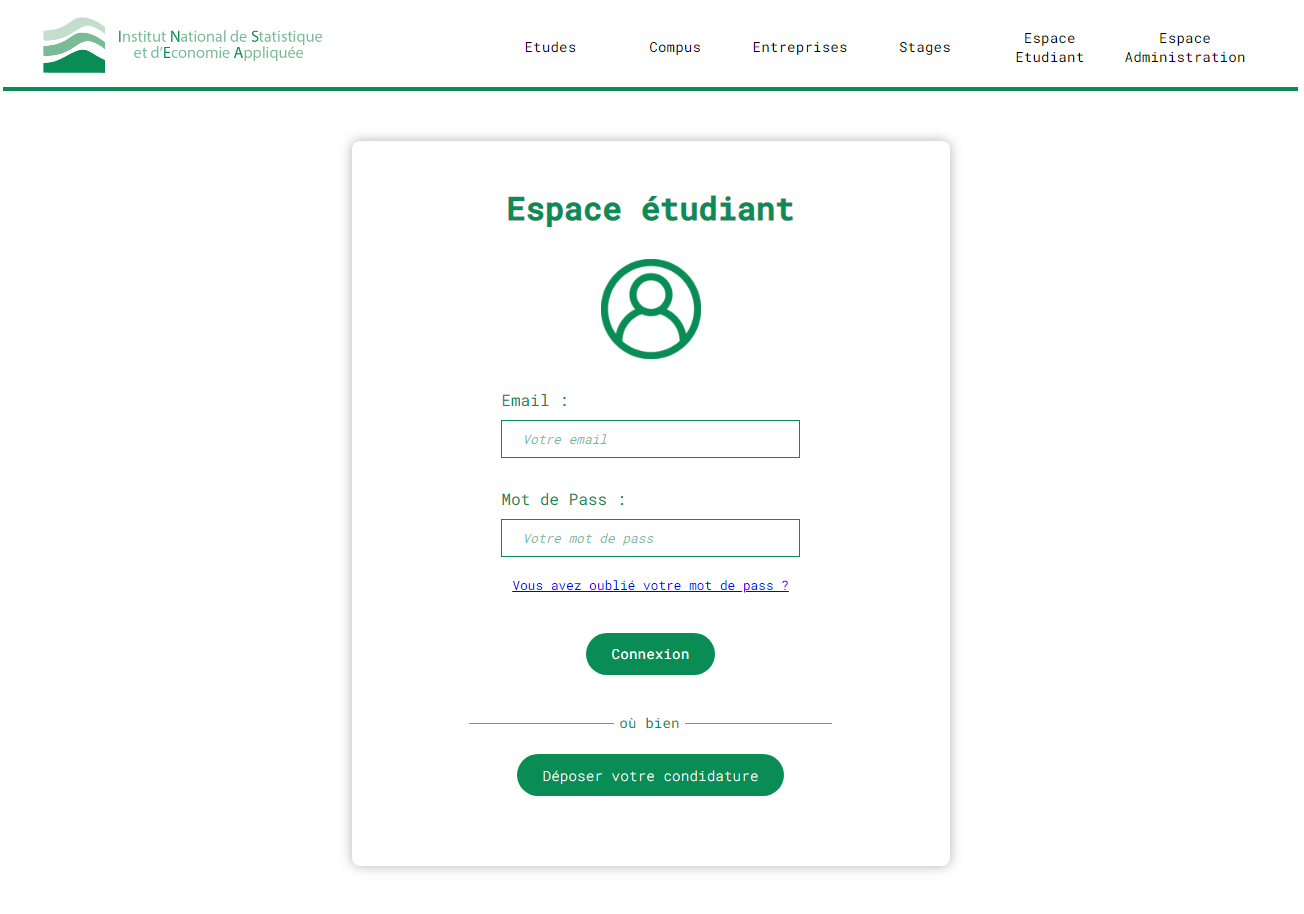 Institut National de Statistique
et d'Economie Appliquée
Etudes
Compus
Entreprises
Stages
Espace
Etudiant
Espace
Administration
Espace étudiant
Email :
Votre email
Mot de Pass :
Votre mot de pass
Vous avez oublié votre mot de pass ?
Connexion
où bien
Déposer votre condidature